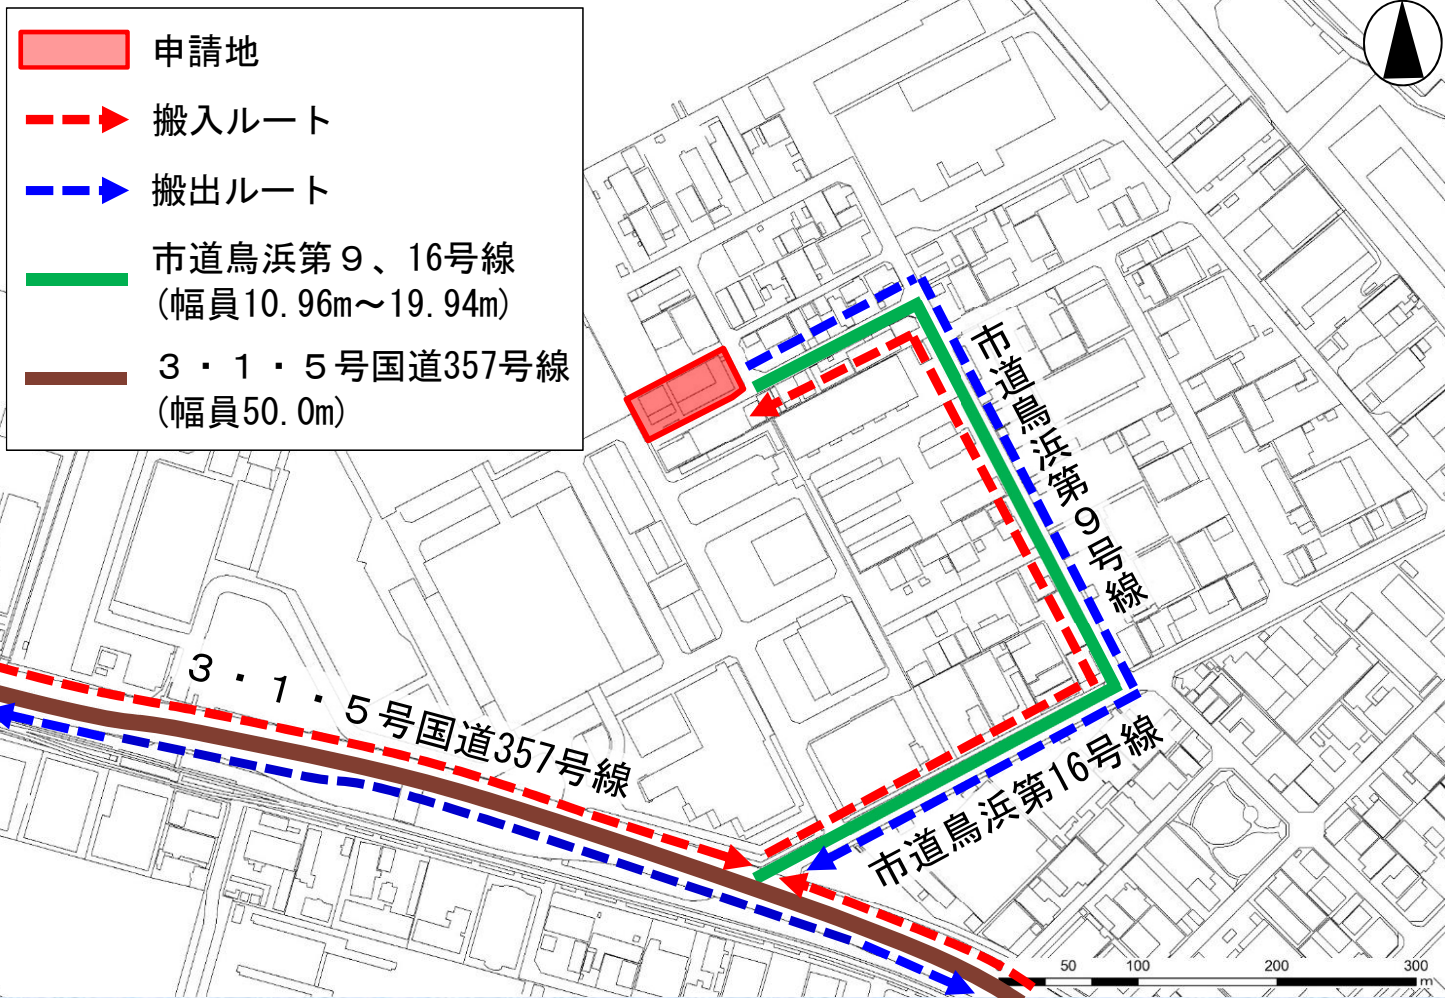 申請地
搬入ルート
搬出ルート
市道鳥浜第９、16号線
(幅員10.96m～19.94m)
３・１・５号国道357号線
(幅員50.0m)
市道鳥浜第９号線
３・１・５号国道357号線
市道鳥浜第16号線
50 100 200 300
m